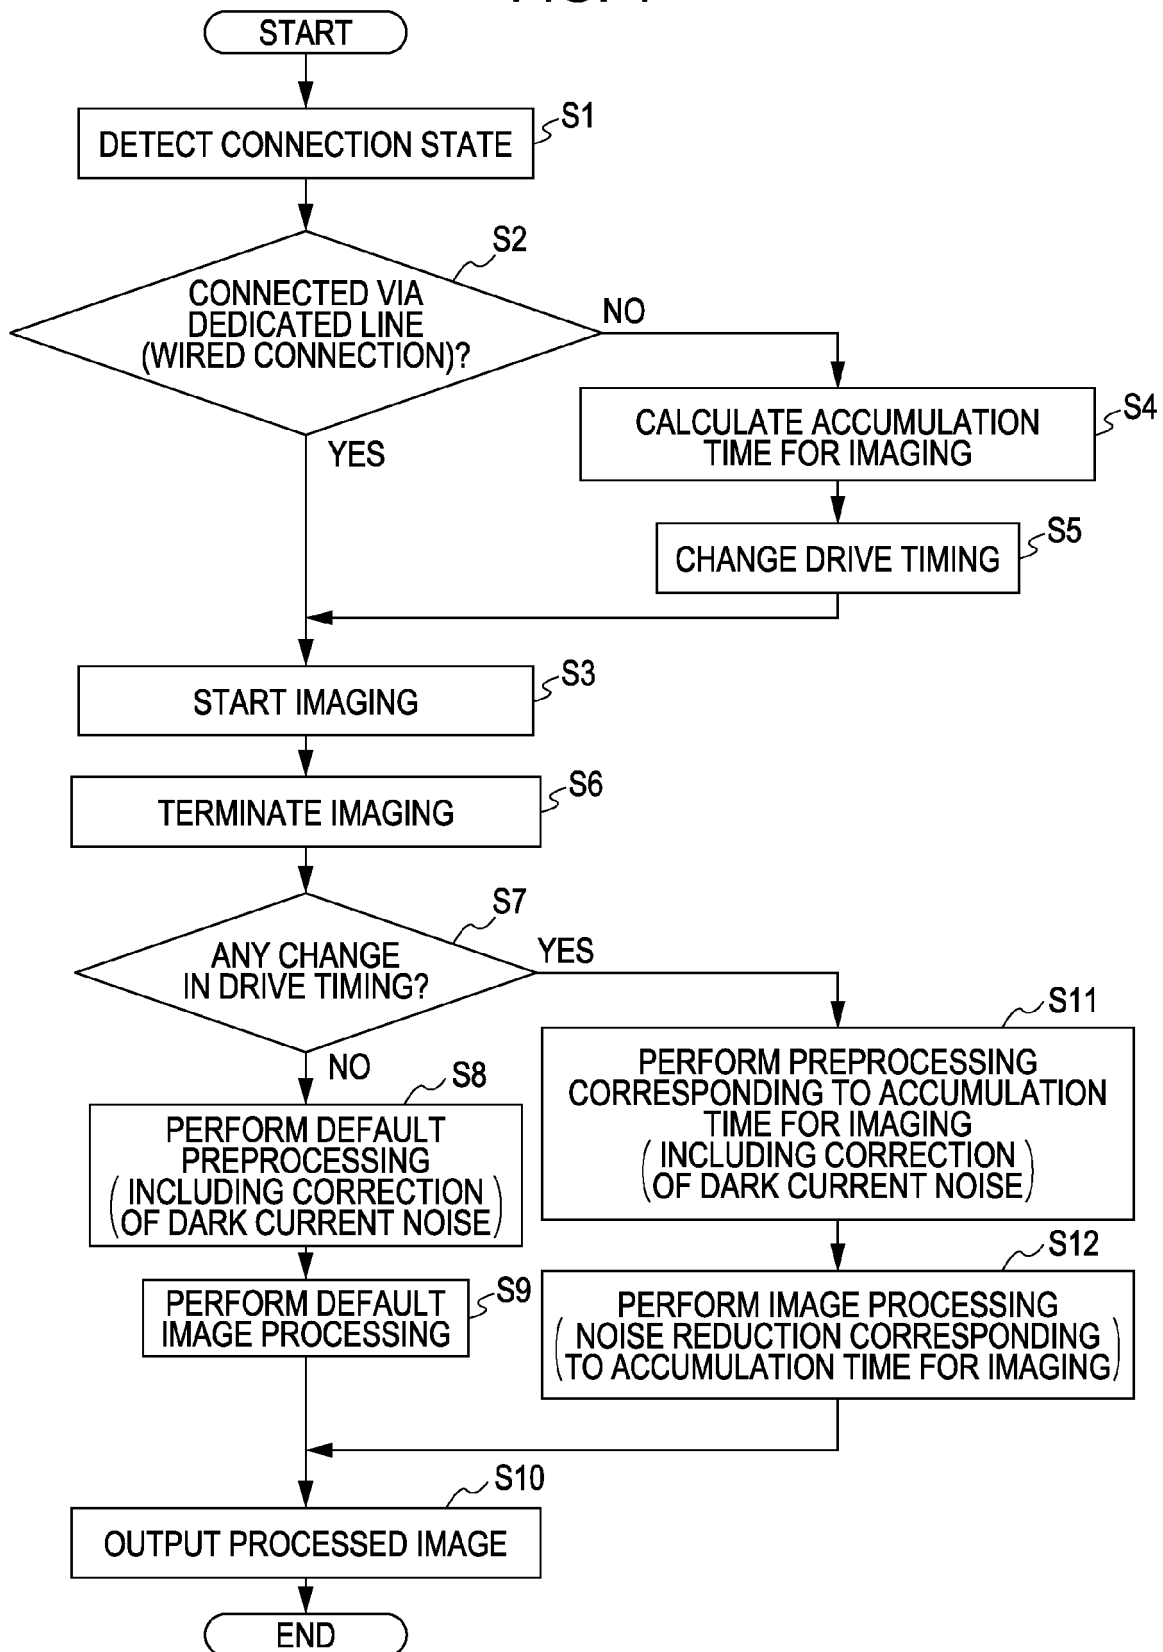 START
S1
DETECT CONNECTION STATE
S2
CONNECTED VIA
DEDICATED LINE
(WIRED CONNECTION)?
NO
YES
S4
CALCULATE ACCUMULATION
TIME FOR IMAGING
S5
CHANGE DRIVE TIMING
S3
START IMAGING
S6
TERMINATE IMAGING
S7
ANY CHANGE
IN DRIVE TIMING?
YES
NO
S8
PERFORM DEFAULT
PREPROCESSING
(INCLUDING CORRECTION
OF DARK CURRENT NOISE)
S9
PERFORM DEFAULT
IMAGE PROCESSING
S11
PERFORM PREPROCESSING
CORRESPONDING TO ACCUMULATION
TIME FOR IMAGING
(INCLUDING CORRECTION
OF DARK CURRENT NOISE)
S12
PERFORM IMAGE PROCESSING
(NOISE REDUCTION CORRESPONDING
TO ACCUMULATION TIME FOR IMAGING)
S10
OUTPUT PROCESSED IMAGE
END